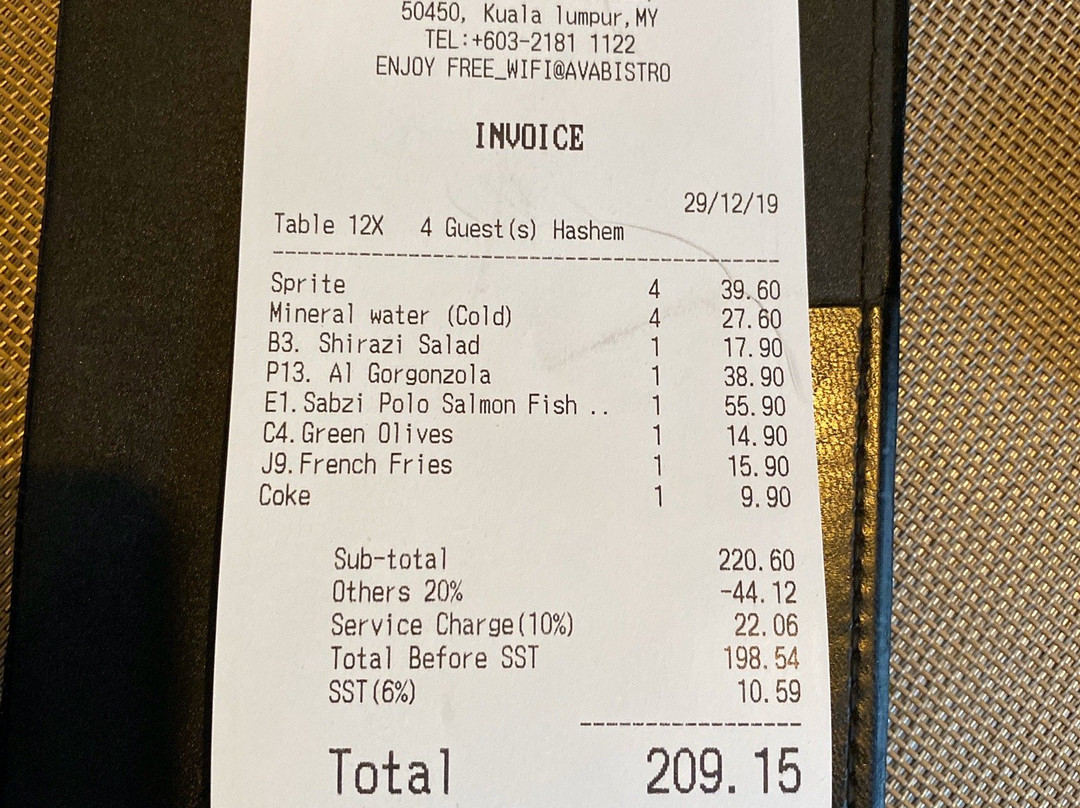 50450, Kuala lumpur, MY
TEL:+603-2181 1122
ENJOY FREE_WIFI@AVABISTRO
INVOICE
29/12/19
Table 12X 4 Guest(s) Hashem
Sprite 4 39.60
Mineral water (Cold) 4 27.60
B3. Shirazi Salad 1 17.90
P13. Al Gorgonzola 1 38.90
E1. Sabzi Polo Salmon Fish .. 1 55.90
C4. Green Olives 1 14.90
J9. French Fries 1 15.90
Coke 1 9.90
Sub-total 220.60
Others 20% -44.12
Service Charge(10%) 22.06
Total Before SST 198.54
SST(6%) 10.59
Total 209.15